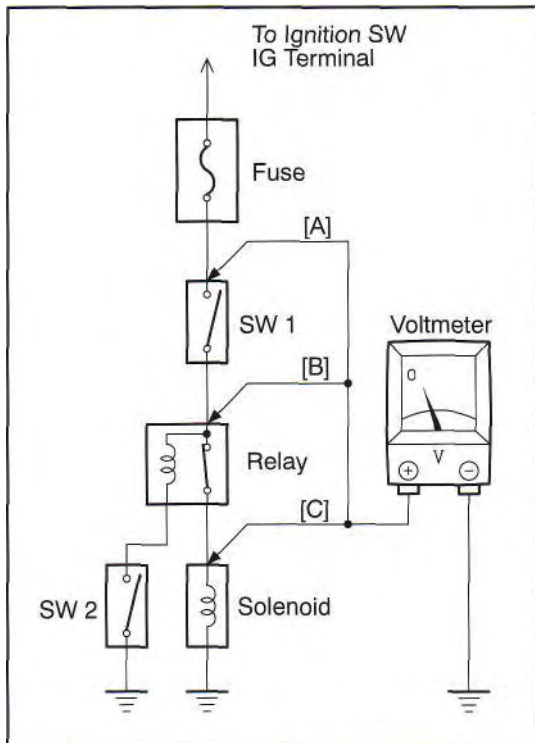 To Ignition SW
IG Terminal
Fuse
[A]
SW 1
Voltmeter
0
[B]
V
Relay
+
−
[C]
SW 2
Solenoid